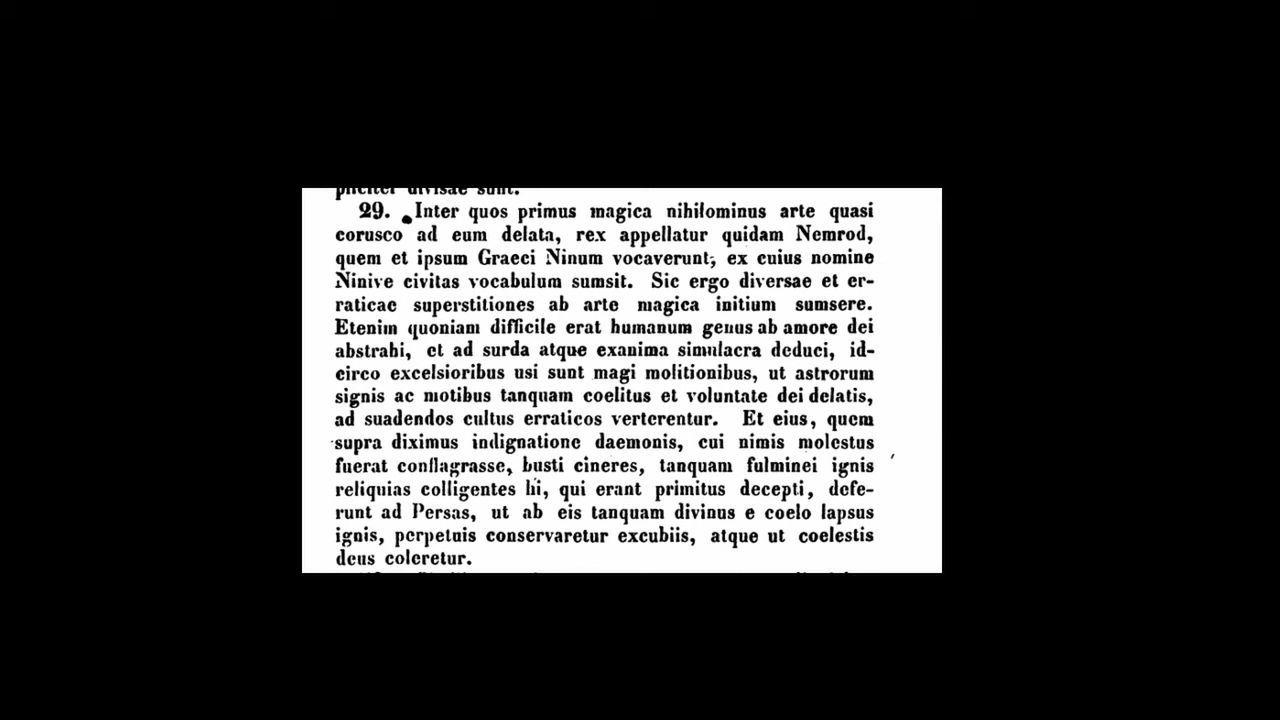 pliciter divisae sunt.
29. Inter quos primus magica nihilominus arte quasi
corusco ad eum delata, rex appellatur quidam Nemrod,
quem et ipsum Graeci Ninum vocaverunt, ex cuius nomine
Ninive civitas vocabulum sumsit. Sic ergo diversae et er-
raticae superstitiones ab arte magica initium sumsere.
Etenim quoniam difficile erat humanum genus ab amore dei
abstrahi, et ad surda atque exanima simulacra deduci, id-
circo excelsioribus usi sunt magi molitionibus, ut astrorum
signis ac motibus tanquam coelitus et voluntate dei delatis,
ad suadendos cultus erraticos verterentur. Et eius, quem
supra diximus indignatione daemonis, cui nimis molestus
fuerat conflagrasse, busti cineres, tanquam fulminei ignis
reliquias colligentes hi, qui erant primitus decepti, defe-
runt ad Persas, ut ab eis tanquam divinus e coelo lapsus
ignis, perpetuis conservaretur excubiis, atque ut coelestis
deus coleretur.